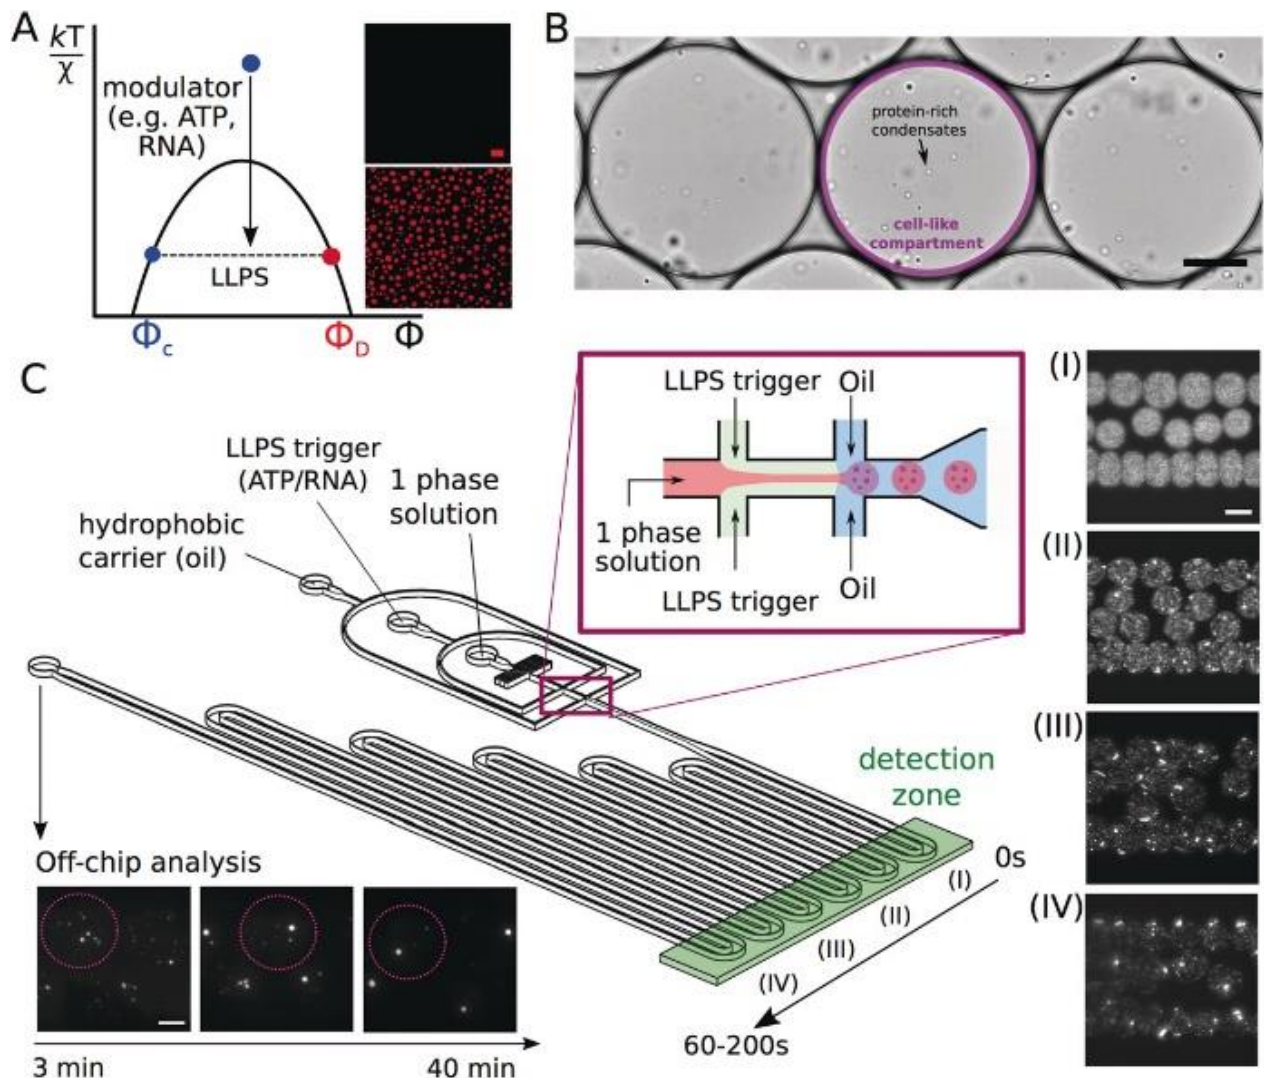 A
kT
χ
modulator
(e.g. ATP,
RNA)
LLPS
Φc
ΦD
Φ
B
protein-rich
condensates
cell-like
compartment
C
LLPS trigger
(ATP/RNA)
1 phase
solution
hydrophobic
carrier (oil)
LLPS trigger
Oil
1 phase
solution
LLPS trigger
Oil
detection
zone
0s
(I)
(II)
(III)
(IV)
60-200s
Off-chip analysis
3 min
40 min
(I)
(II)
(III)
(IV)